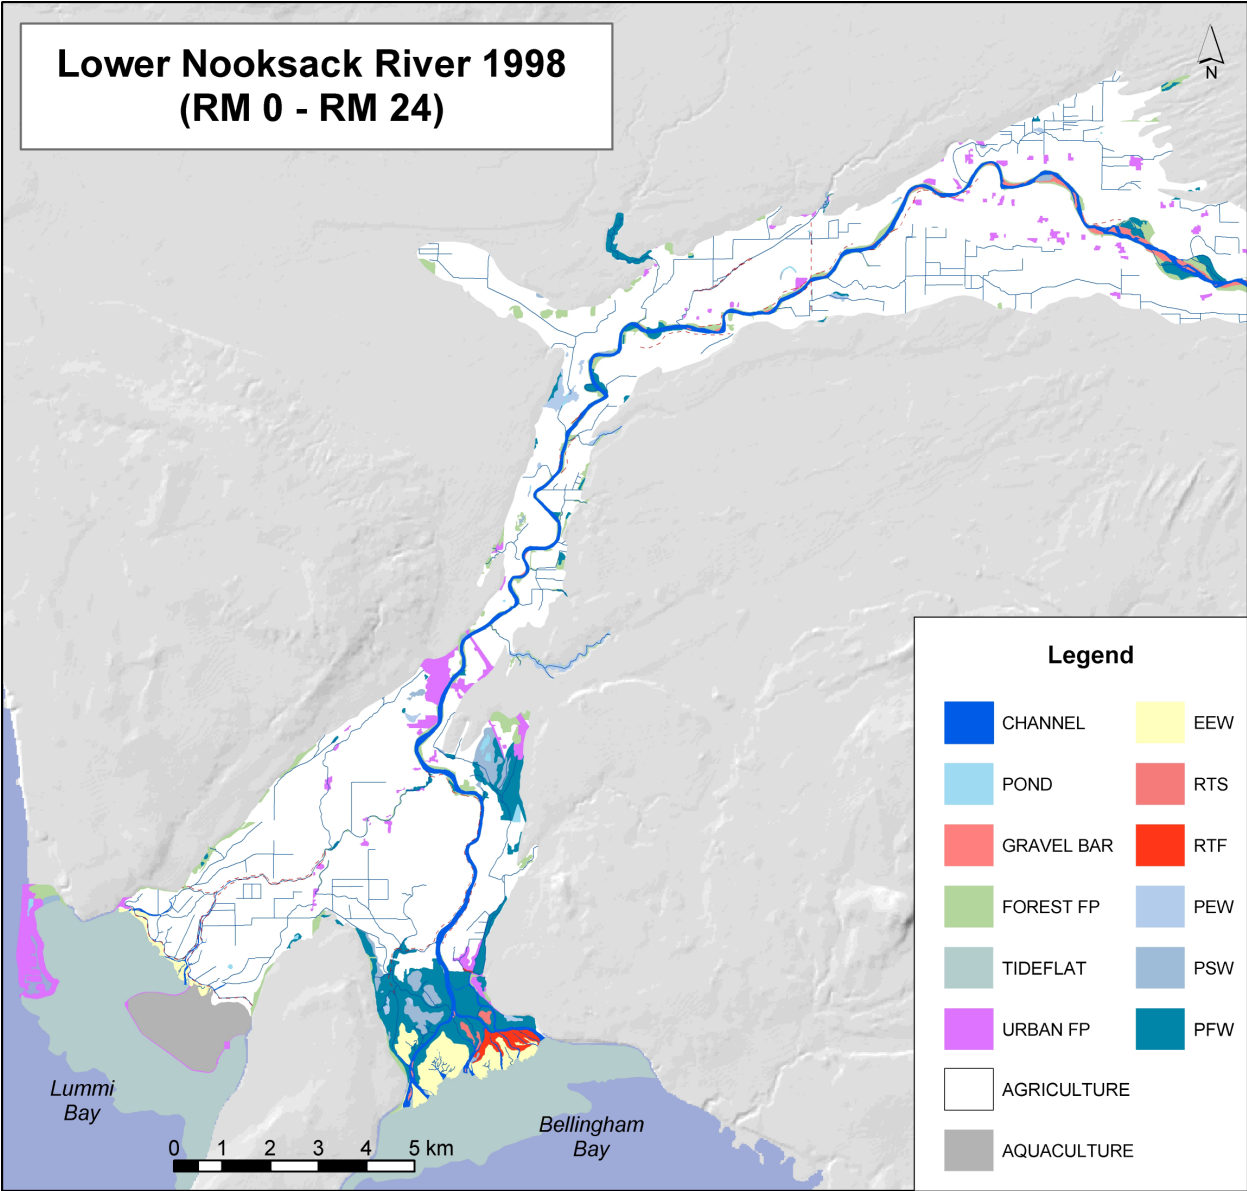 Lower Nooksack River 1998
(RM 0 - RM 24)
N
Legend
CHANNEL
EEW
POND
RTS
GRAVEL BAR
RTF
FOREST FP
PEW
TIDEFLAT
PSW
URBAN FP
PFW
AGRICULTURE
AQUACULTURE
Lummi
Bay
Bellingham
Bay
0 1 2 3 4 5 km